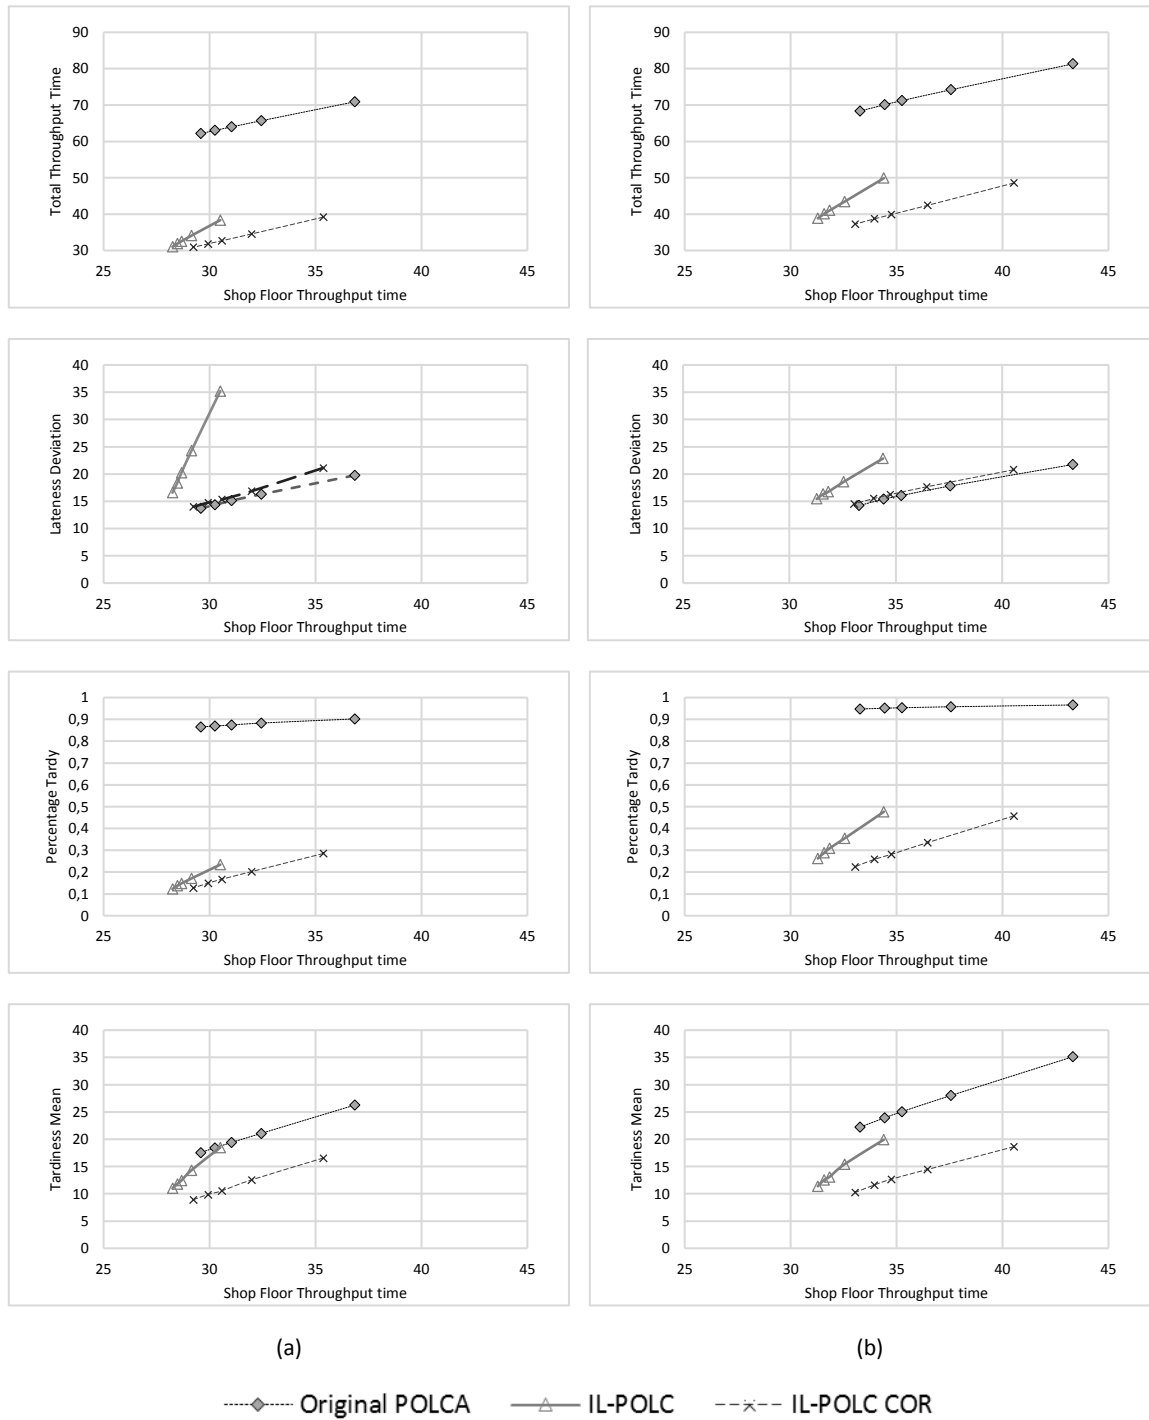 90
80
70
60
50
40
30
25 30 35 40 45
Total Throughput Time
Shop Floor Throughput time
90
80
70
60
50
40
30
25 30 35 40 45
Total Throughput Time
Shop Floor Throughput time
40
35
30
25
20
15
10
5
0
25 30 35 40 45
Lateness Deviation
Shop Floor Throughput time
40
35
30
25
20
15
10
5
0
25 30 35 40 45
Lateness Deviation
Shop Floor Throughput time
1
0,9
0,8
0,7
0,6
0,5
0,4
0,3
0,2
0,1
0
25 30 35 40 45
Percentage Tardy
Shop Floor Throughput time
1
0,9
0,8
0,7
0,6
0,5
0,4
0,3
0,2
0,1
0
25 30 35 40 45
Percentage Tardy
Shop Floor Throughput time
40
35
30
25
20
15
10
5
0
25 30 35 40 45
Tardiness Mean
Shop Floor Throughput time
40
35
30
25
20
15
10
5
0
25 30 35 40 45
Tardiness Mean
Shop Floor Throughput time
(a) (b)
Original POLCA IL-POLC IL-POLC COR